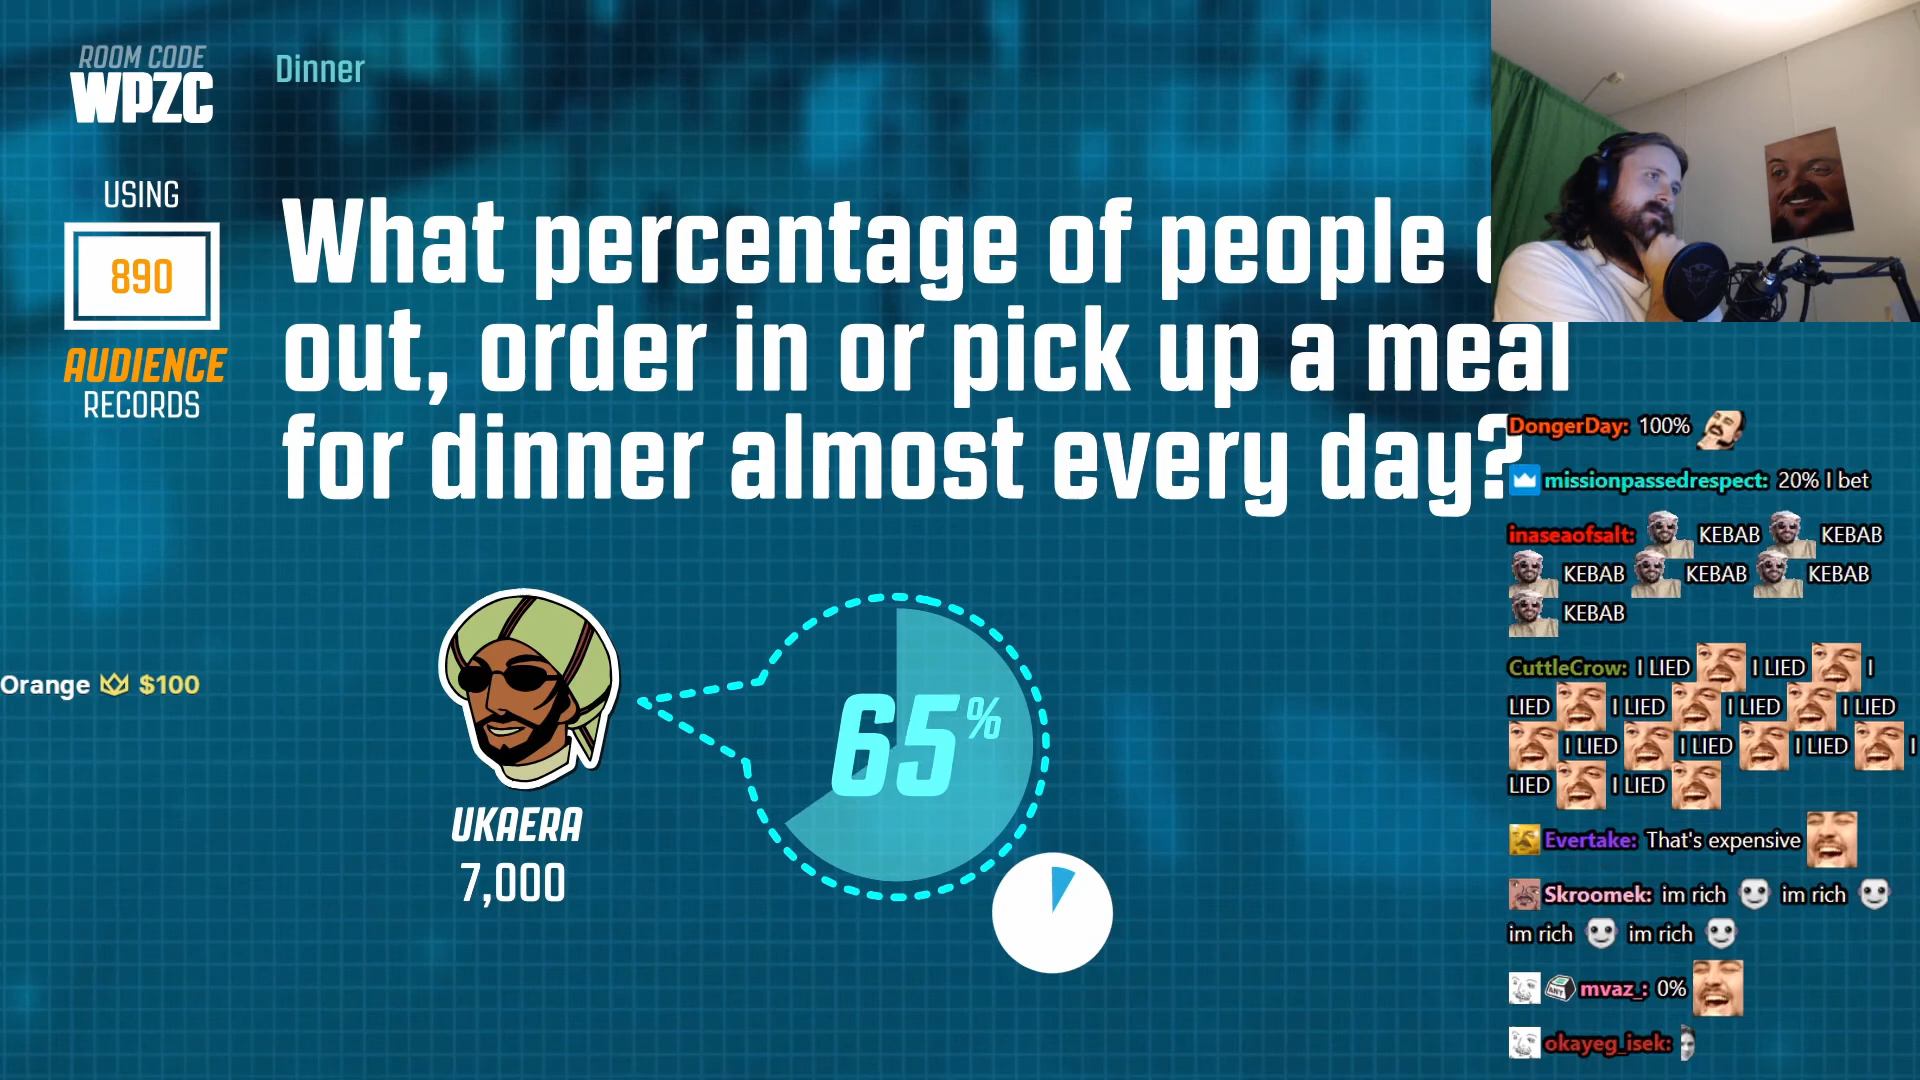 ROOM CODE
WPZC
Dinner
USING
890
AUDIENCE
RECORDS
What percentage of people
out, order in or pick up a meal
for dinner almost every day?
Orange $100
65%
UKAERA
7,000
DongerDay: 100%
missionpassedrespect: 20% I bet
inaseaofsalt: KEBAB KEBAB
KEBAB KEBAB KEBAB
KEBAB
CuttleCrow: I LIED I LIED I
LIED I LIED I LIED I LIED
I LIED I LIED I LIED I
LIED I LIED
Evertake: That's expensive
Skroomek: im rich im rich
im rich im rich
mvaz_: 0%
okayeg_isek: